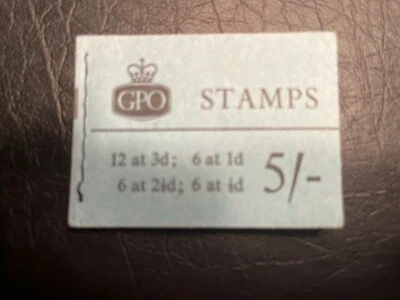 GPO STAMPS
12 at 3d; 6 at 1d
6 at 2½d; 6 at ½d 5/-